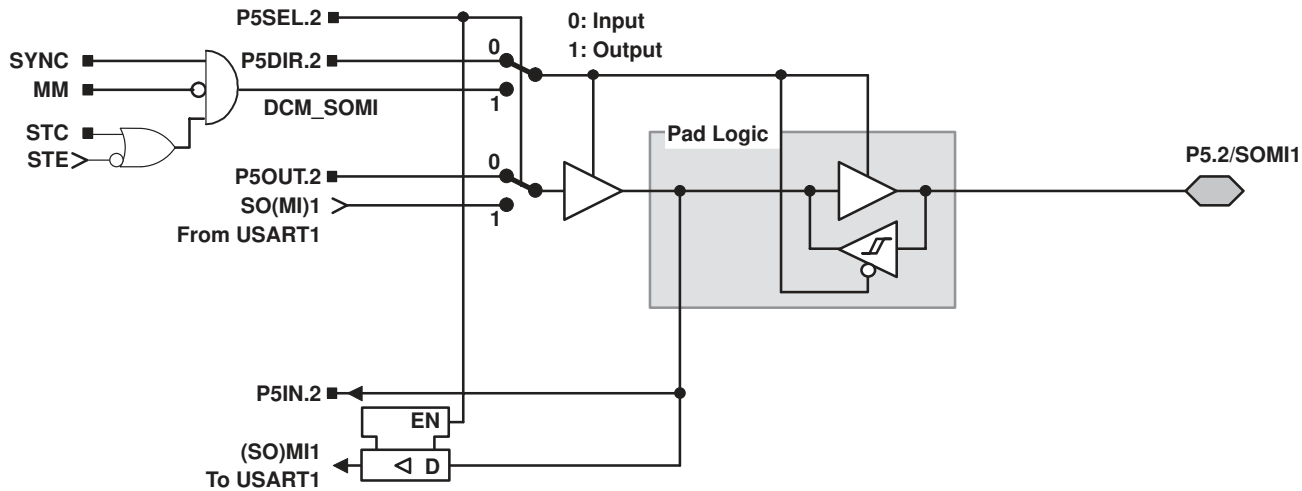 P5SEL.2
0: Input
1: Output
SYNC
P5DIR.2
0
MM
DCM_SOMI
1
STC
STE
Pad Logic
P5.2/SOMI1
P5OUT.2
0
SO(MI)1
1
From USART1
P5IN.2
EN
(SO)MI1
D
To USART1